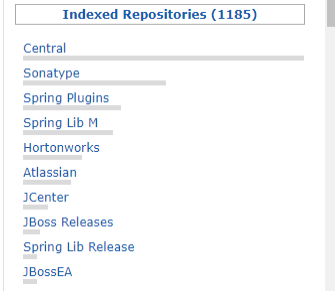 Indexed Repositories (1185)
Central
Sonatype
Spring Plugins
Spring Lib M
Hortonworks
Atlassian
JCenter
JBoss Releases
Spring Lib Release
JBossEA